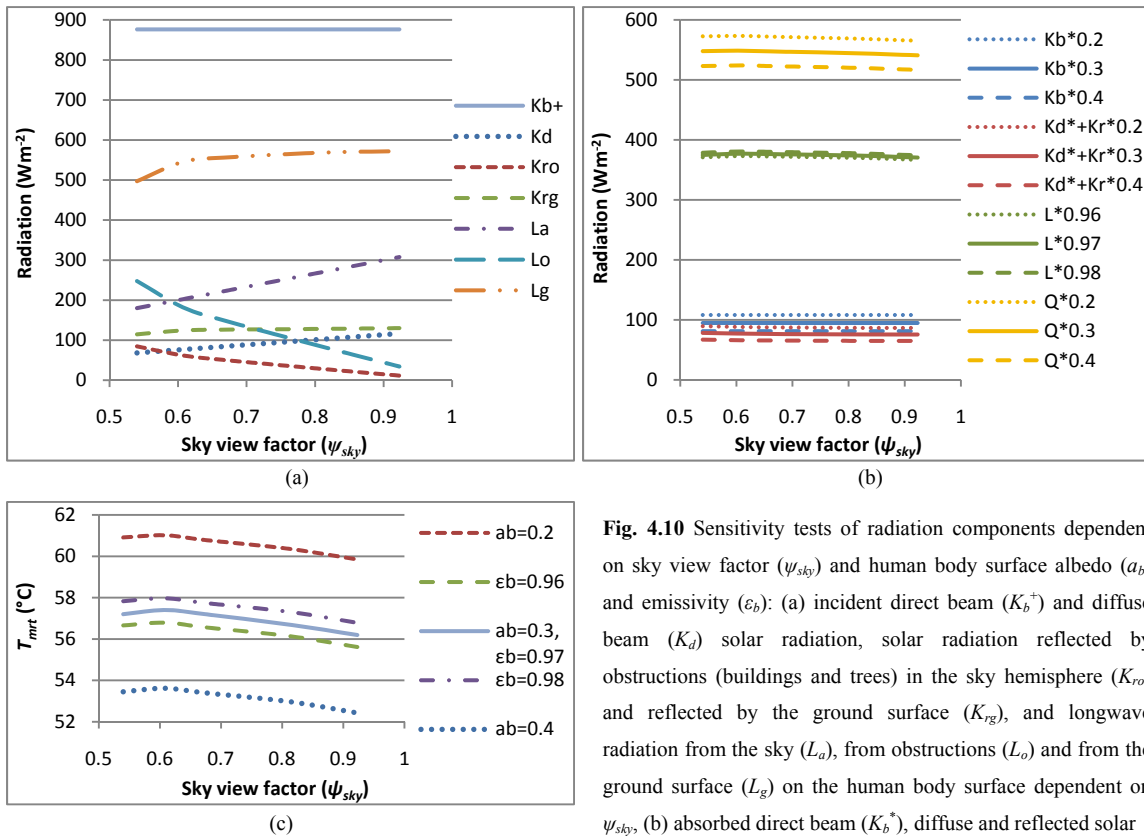 900
800
700
600
500
400
300
200
100
0
Radiation (Wm⁻²)
0.5 0.6 0.7 0.8 0.9 1
Sky view factor (ψsky)
Kb+
Kd
Kro
Krg
La
Lo
Lg
(a)
600
500
400
300
200
100
0
Radiation (Wm⁻²)
0.5 0.6 0.7 0.8 0.9 1
Sky view factor (ψsky)
Kb*0.2
Kb*0.3
Kb*0.4
Kd*+Kr*0.2
Kd*+Kr*0.3
Kd*+Kr*0.4
L*0.96
L*0.97
L*0.98
Q*0.2
Q*0.3
Q*0.4
(b)
62
60
58
56
54
52
Tmrt (°C)
0.5 0.6 0.7 0.8 0.9 1
Sky view factor (ψsky)
ab=0.2
εb=0.96
ab=0.3,
εb=0.97
εb=0.98
ab=0.4
(c)
Fig. 4.10 Sensitivity tests of radiation components dependen
on sky view factor (ψsky) and human body surface albedo (ab
and emissivity (εb): (a) incident direct beam (Kb⁺) and diffuse
beam (Kd) solar radiation, solar radiation reflected by
obstructions (buildings and trees) in the sky hemisphere (Kro
and reflected by the ground surface (Krg), and longwave
radiation from the sky (La), from obstructions (Lo) and from the
ground surface (Lg) on the human body surface dependent on
ψsky, (b) absorbed direct beam (Kb*), diffuse and reflected solar